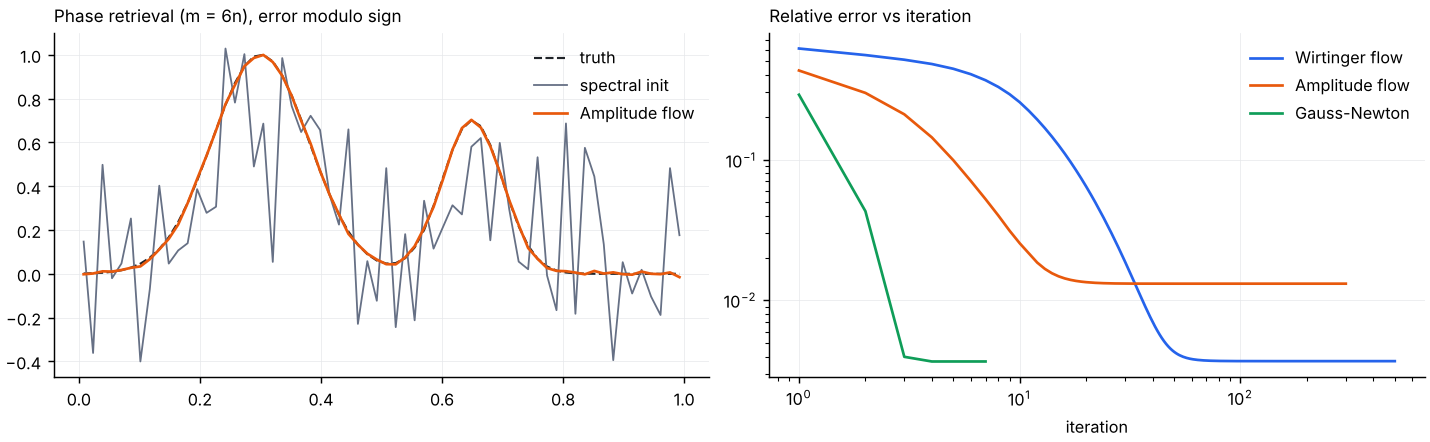 Phase retrieval (m = 6n), error modulo sign
1.0
0.8
0.6
0.4
0.2
0.0
−0.2
−0.4
0.0 0.2 0.4 0.6 0.8 1.0
truth
spectral init
Amplitude flow
Relative error vs iteration
10⁻¹
10⁻²
10⁰ 10¹ 10²
iteration
Wirtinger flow
Amplitude flow
Gauss-Newton